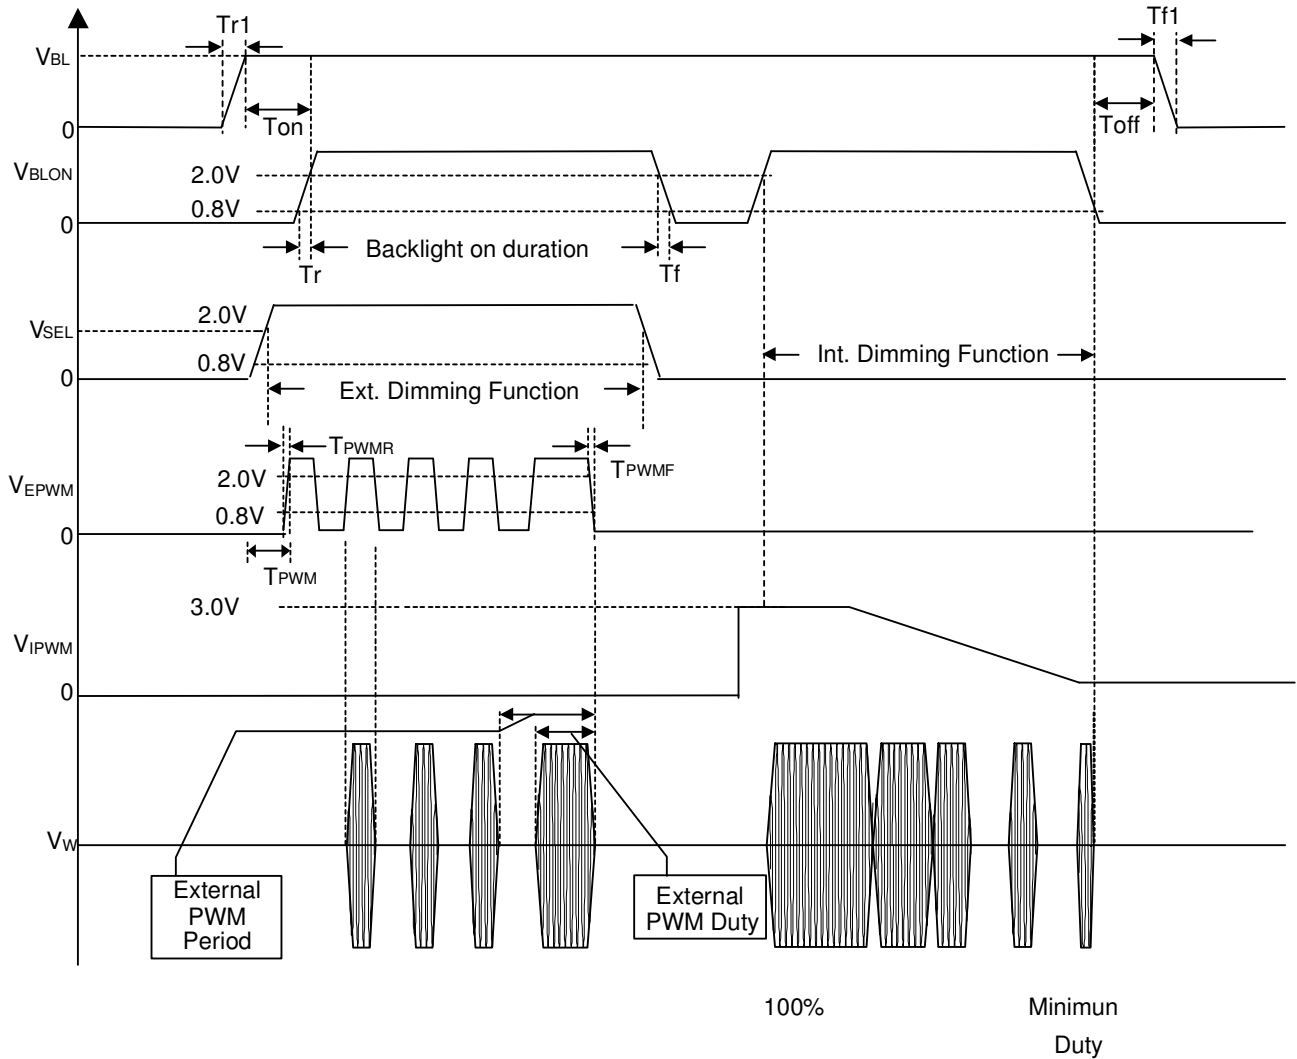 Tr1
Tf1
VBL
Ton
Toff
0
VBLON
2.0V
0.8V
0
Backlight on duration
Tr
Tf
2.0V
VSEL
0.8V
0
Int. Dimming Function
Ext. Dimming Function
TPWMR
TPWMF
2.0V
VEPWM
0.8V
0
TPWM
3.0V
VIPWM
0
VW
External
PWM
Period
External
PWM Duty
100%
Minimun
Duty